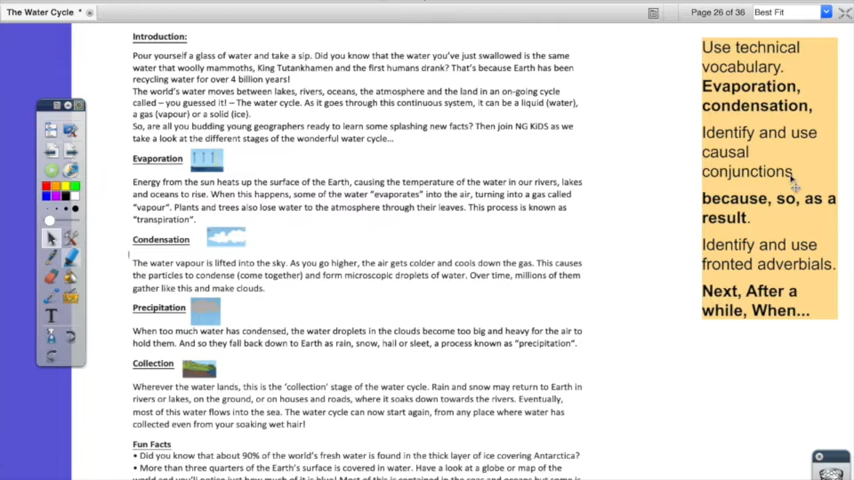 The Water Cycle *
Page 26 of 36
Best Fit
Introduction:
Pour yourself a glass of water and take a sip. Did you know that the water you've just swallowed is the same
water that woolly mammoths, King Tutankhamen and the first humans drank? That's because Earth has been
recycling water for over 4 billion years!
The world's water moves between lakes, rivers, oceans, the atmosphere and the land in an on-going cycle
called – you guessed it! – The water cycle. As it goes through this continuous system, it can be a liquid (water),
a gas (vapour) or a solid (ice).
So, are all you budding young geographers ready to learn some splashing new facts? Then join NG KiDS as we
take a look at the different stages of the wonderful water cycle...
Evaporation
Energy from the sun heats up the surface of the Earth, causing the temperature of the water in our rivers, lakes
and oceans to rise. When this happens, some of the water "evaporates" into the air, turning into a gas called
"vapour". Plants and trees also lose water to the atmosphere through their leaves. This process is known as
"transpiration".
Condensation
The water vapour is lifted into the sky. As you go higher, the air gets colder and cools down the gas. This causes
the particles to condense (come together) and form microscopic droplets of water. Over time, millions of them
gather like this and make clouds.
Precipitation
When too much water has condensed, the water droplets in the clouds become too big and heavy for the air to
hold them. And so they fall back down to Earth as rain, snow, hail or sleet, a process known as "precipitation".
Collection
Wherever the water lands, this is the 'collection' stage of the water cycle. Rain and snow may return to Earth in
rivers or lakes, on the ground, or on houses and roads, where it soaks down towards the rivers. Eventually,
most of this water flows into the sea. The water cycle can now start again, from any place where water has
collected even from your soaking wet hair!
Fun Facts
• Did you know that about 90% of the world's fresh water is found in the thick layer of ice covering Antarctica?
• More than three quarters of the Earth's surface is covered in water. Have a look at a globe or map of the
Use technical
vocabulary.
Evaporation,
condensation,
Identify and use
causal
conjunctions
because, so, as a
result.
Identify and use
fronted adverbials.
Next, After a
while, When...